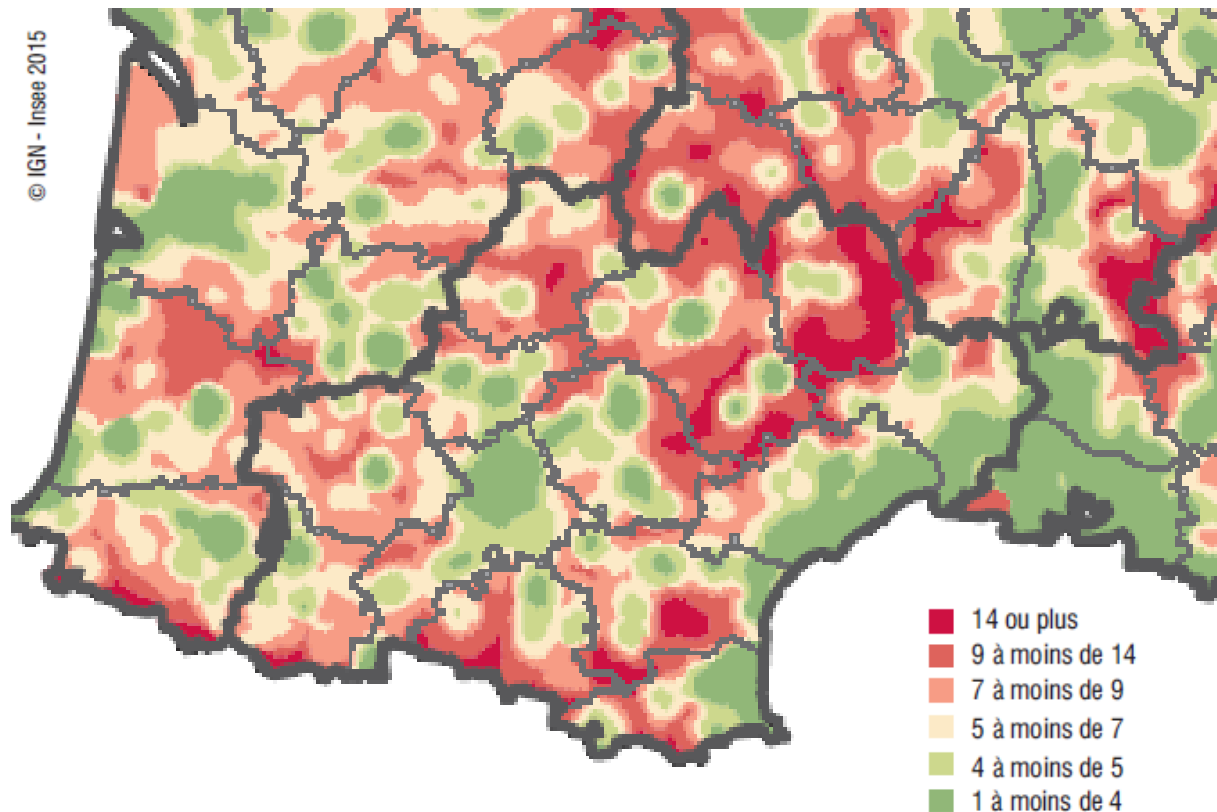 © IGN - Insee 2015
14 ou plus
9 à moins de 14
7 à moins de 9
5 à moins de 7
4 à moins de 5
1 à moins de 4